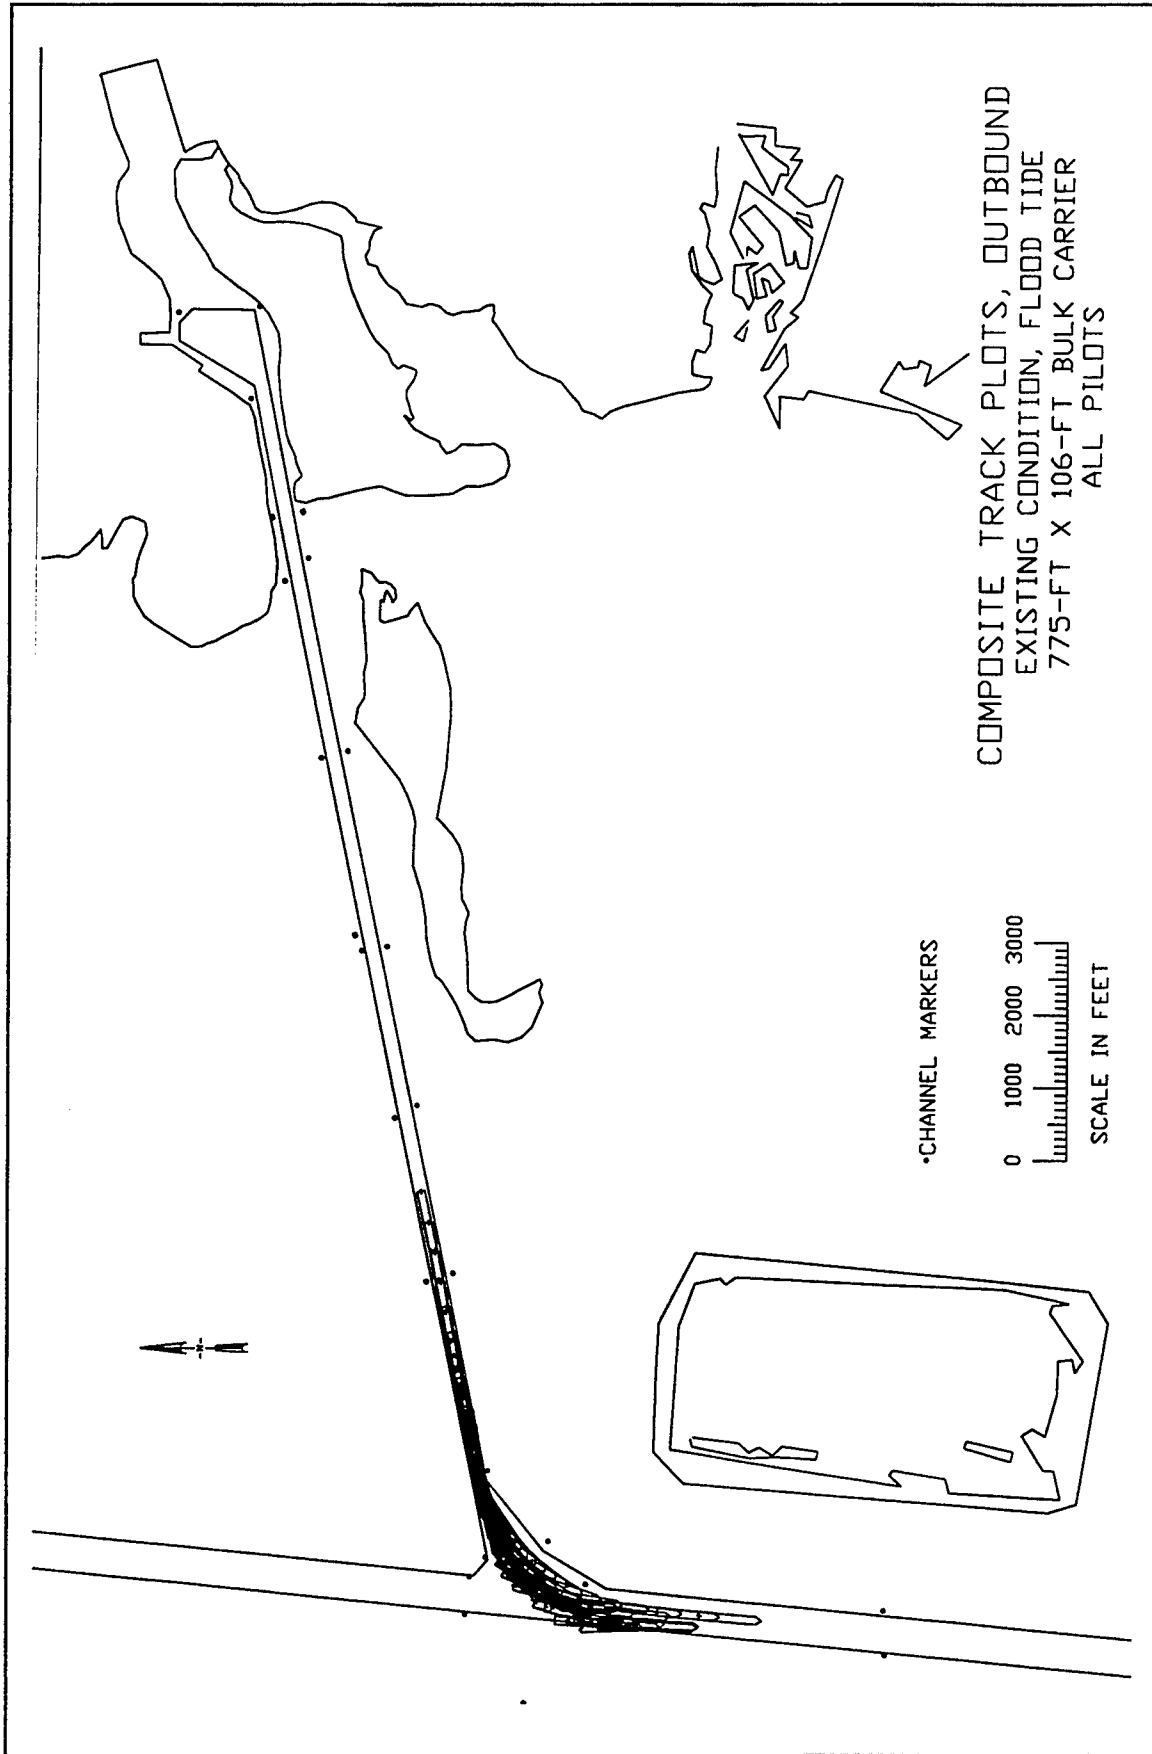 -N-
COMPOSITE TRACK PLOTS, OUTBOUND
EXISTING CONDITION, FLOOD TIDE
775-FT X 106-FT BULK CARRIER
ALL PILOTS
•CHANNEL MARKERS
0 1000 2000 3000
SCALE IN FEET